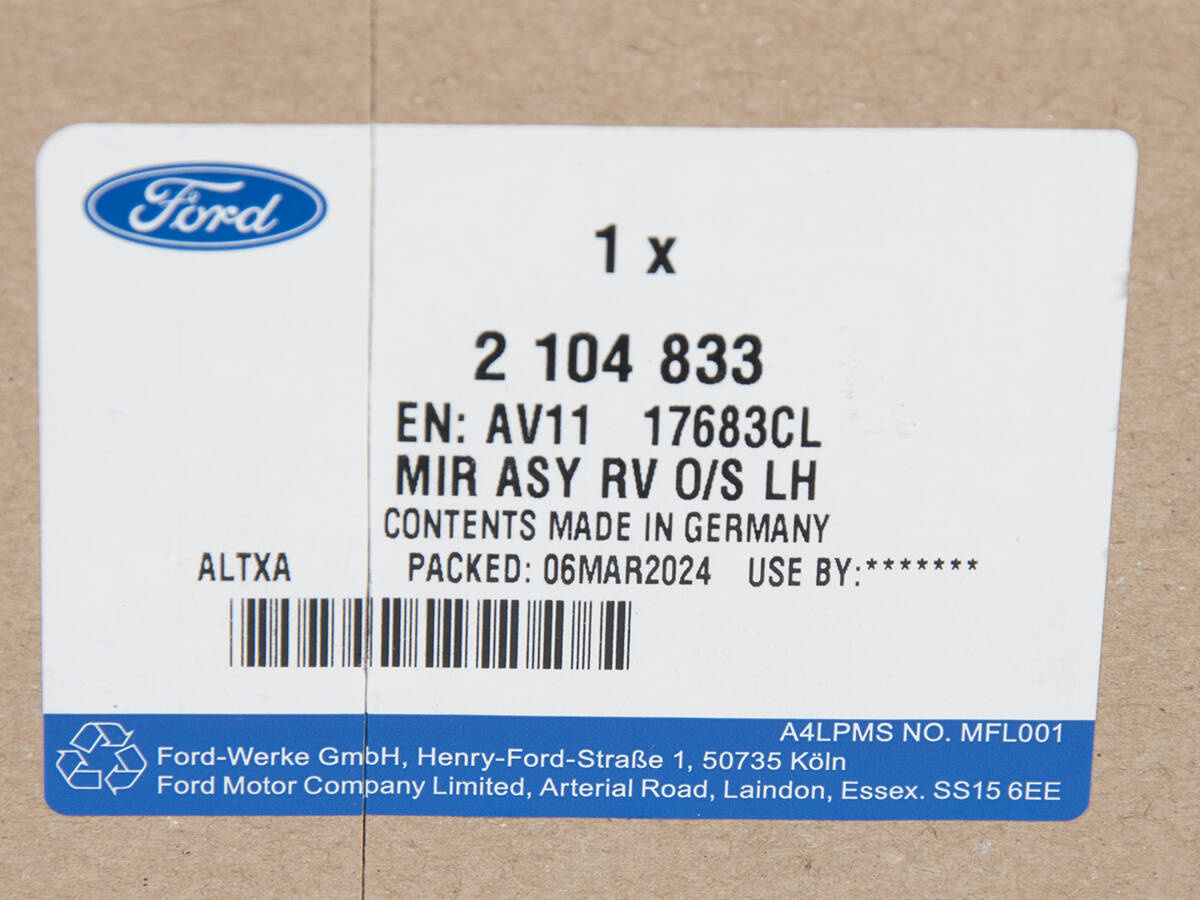 Ford
1 x
2 104 833
EN: AV11 17683CL
MIR ASY RV O/S LH
CONTENTS MADE IN GERMANY
ALTXA PACKED: 06MAR2024 USE BY:*******
A4LPMS NO. MFL001
Ford-Werke GmbH, Henry-Ford-Straße 1, 50735 Köln
Ford Motor Company Limited, Arterial Road, Laindon, Essex. SS15 6EE